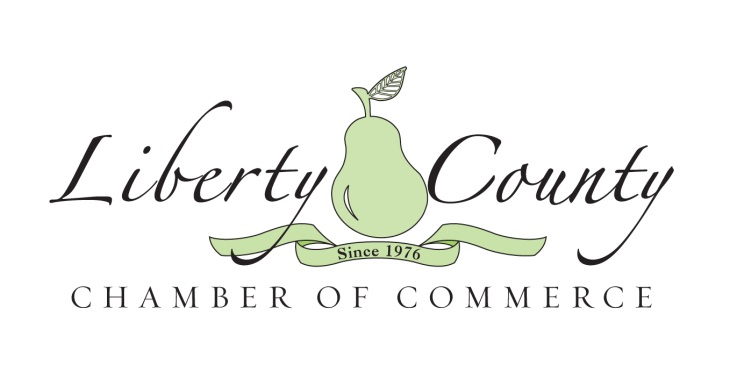 Liberty County
Since 1976
CHAMBER OF COMMERCE